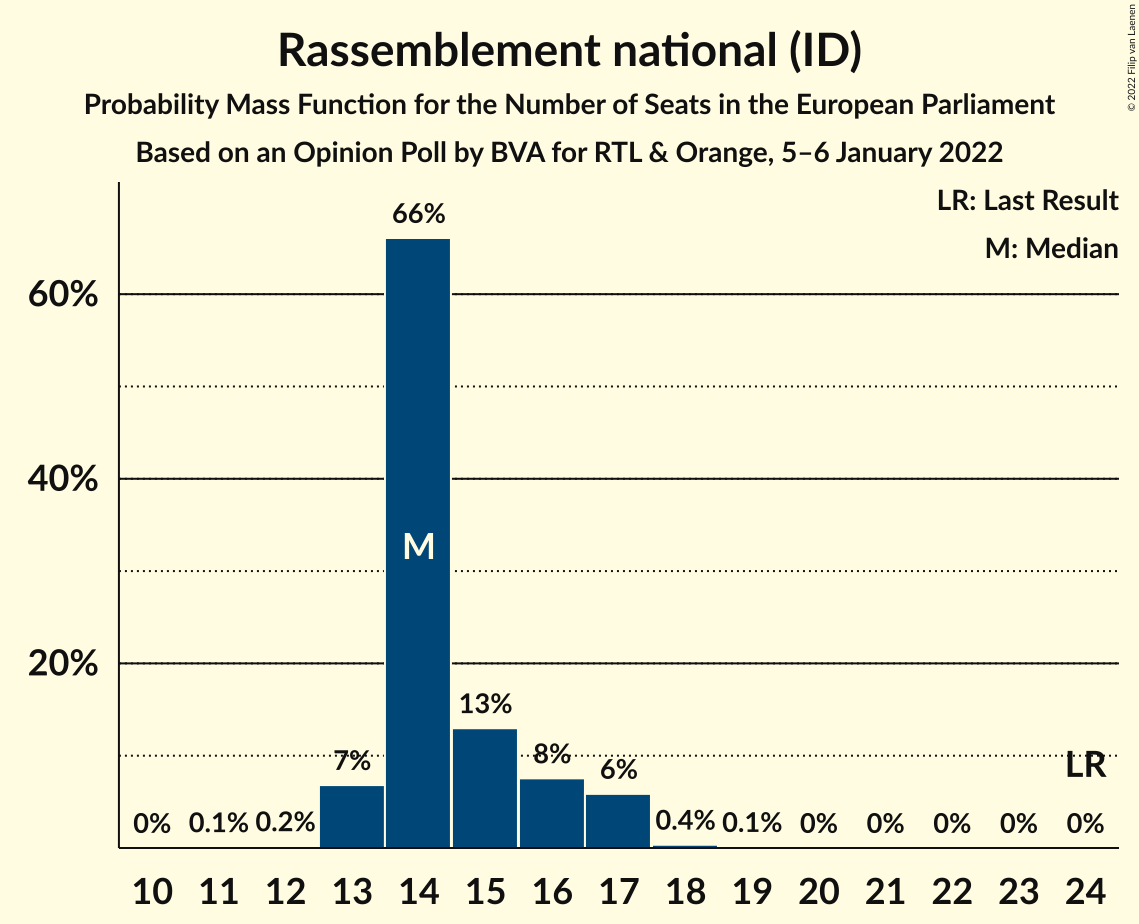 Rassemblement national (ID)
Probability Mass Function for the Number of Seats in the European Parliament
Based on an Opinion Poll by BVA for RTL & Orange, 5–6 January 2022
© 2022 Filip van Laenen
LR: Last Result
M: Median
60%
40%
20%
66%
M
13%
7%
8%
6%
LR
0%
0.1%
0.2%
0.4%
0.1%
0%
0%
0%
0%
0%
10 11 12 13 14 15 16 17 18 19 20 21 22 23 24